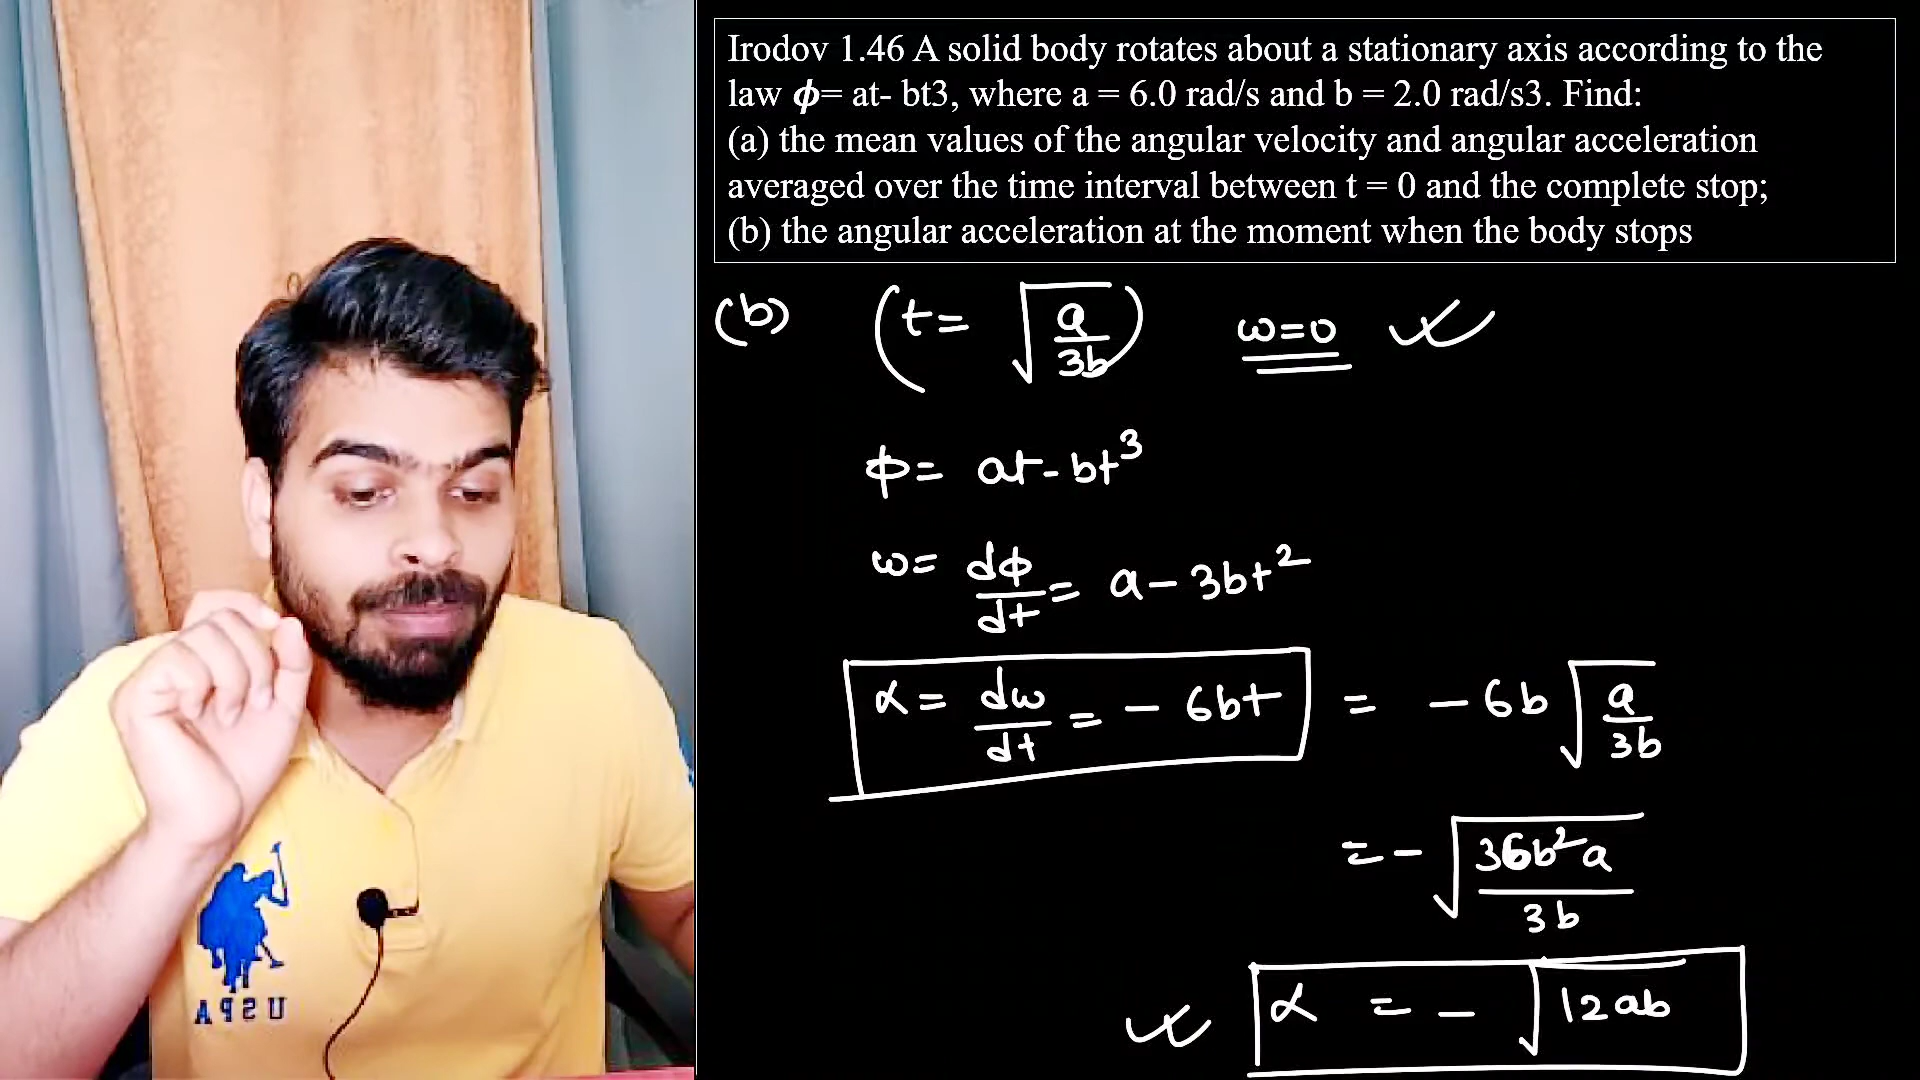 Irodov 1.46 A solid body rotates about a stationary axis according to the
law ϕ= at- bt3, where a = 6.0 rad/s and b = 2.0 rad/s3. Find:
(a) the mean values of the angular velocity and angular acceleration
averaged over the time interval between t = 0 and the complete stop;
(b) the angular acceleration at the moment when the body stops
(b) (t= √(a/3b)) ω=0
ϕ= at-bt³
ω= dϕ/dt = a-3bt²
α= dω/dt = - 6bt = -6b √(a/3b)
= - √(36b²a/3b)
α = - √12ab
USPA